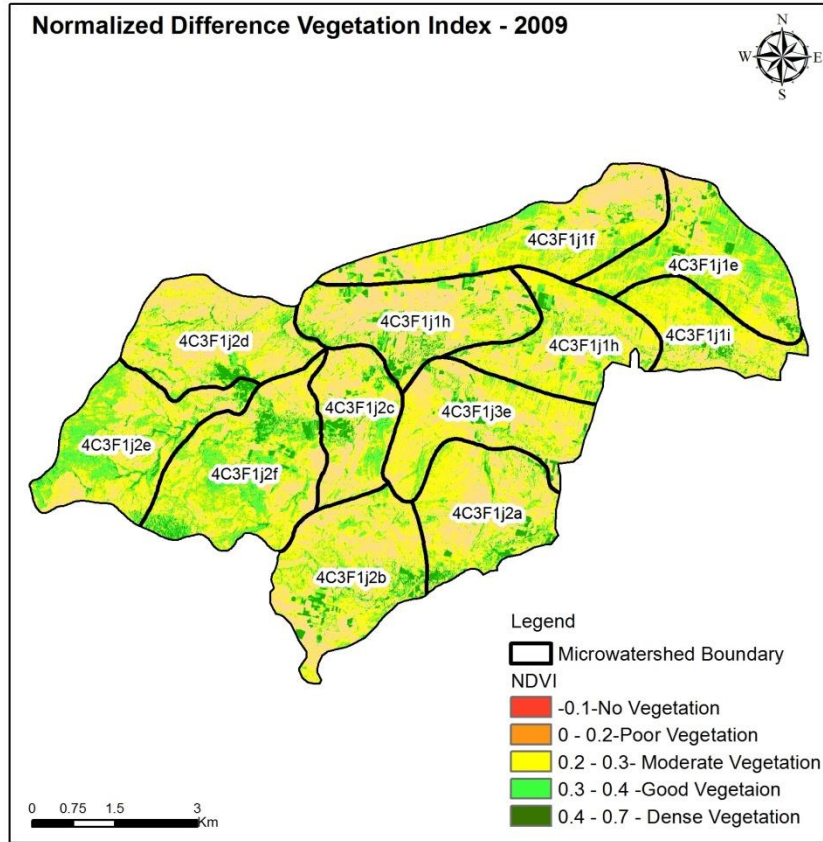 Normalized Difference Vegetation Index - 2009
N
W E
S
4C3F1j1f
4C3F1j1e
4C3F1j1h
4C3F1j1h
4C3F1j1i
4C3F1j2d
4C3F1j2c
4C3F1j3e
4C3F1j2e
4C3F1j2f
4C3F1j2a
4C3F1j2b
Legend
Microwatershed Boundary
NDVI
-0.1-No Vegetation
0 - 0.2-Poor Vegetation
0.2 - 0.3- Moderate Vegetation
0.3 - 0.4 -Good Vegetaion
0.4 - 0.7 - Dense Vegetation
0 0.75 1.5 3
Km